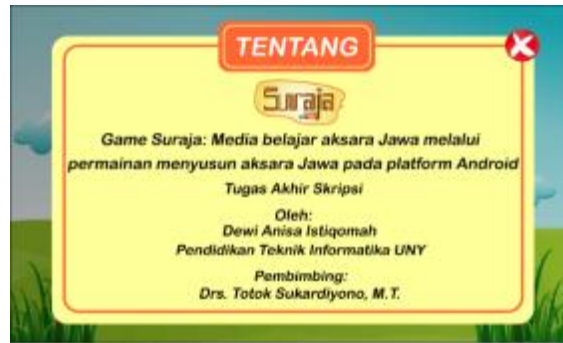 TENTANG
Suraja
Game Suraja: Media belajar aksara Jawa melalui
permainan menyusun aksara Jawa pada platform Android
Tugas Akhir Skripsi
Oleh:
Dewi Anisa Istiqomah
Pendidikan Teknik Informatika UNY
Pembimbing:
Drs. Totok Sukardiyono, M.T.